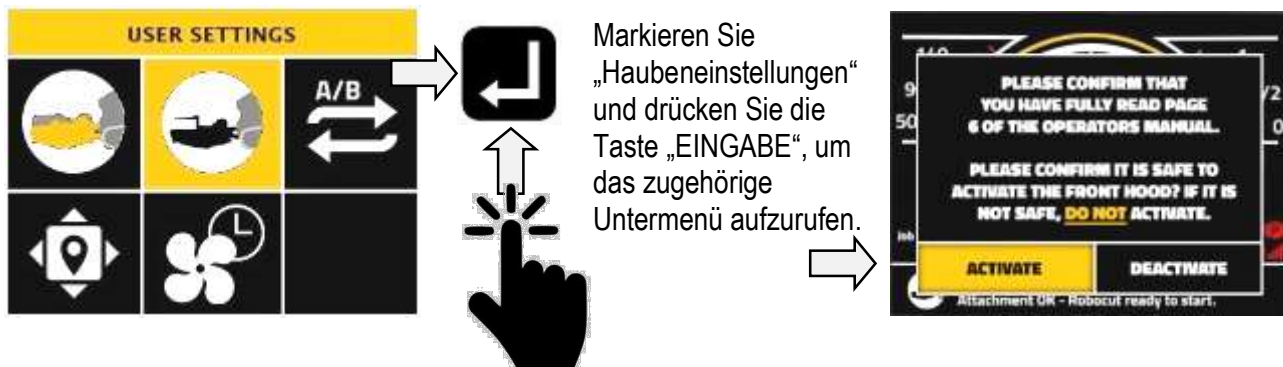 USER SETTINGS
A/B
Markieren Sie
„Haubeneinstellungen“
und drücken Sie die
Taste „EINGABE“, um
das zugehörige
Untermenü aufzurufen.
PLEASE CONFIRM THAT
YOU HAVE FULLY READ PAGE
6 OF THE OPERATORS MANUAL.
PLEASE CONFIRM IT IS SAFE TO
ACTIVATE THE FRONT HOOD? IF IT IS
NOT SAFE, DO NOT ACTIVATE.
ACTIVATE
DEACTIVATE
Attachment OK - Robocut ready to start.